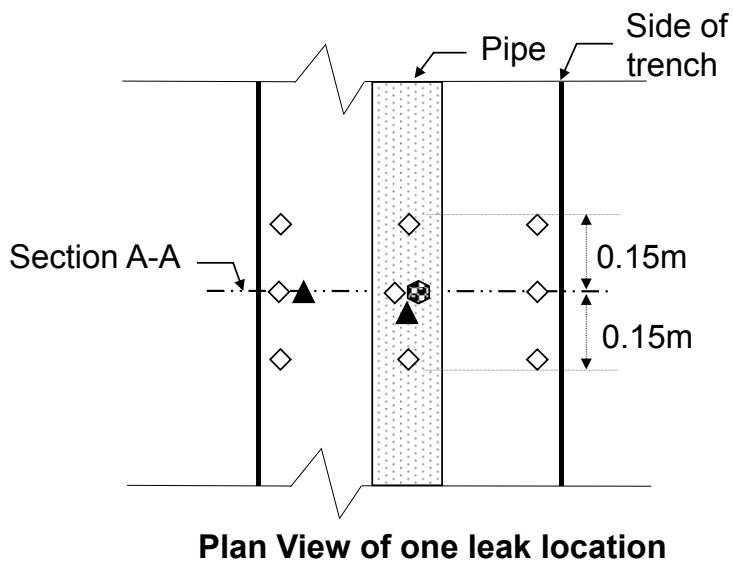 Side of
trench
Pipe
Section A-A
0.15m
0.15m
Plan View of one leak location